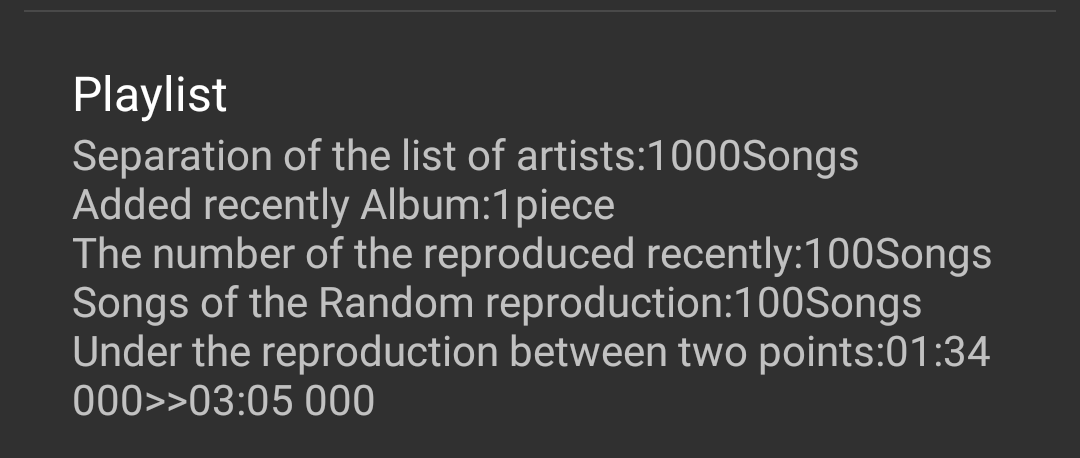 Playlist
Separation of the list of artists:1000Songs
Added recently Album:1piece
The number of the reproduced recently:100Songs
Songs of the Random reproduction:100Songs
Under the reproduction between two points:01:34
000>>03:05 000